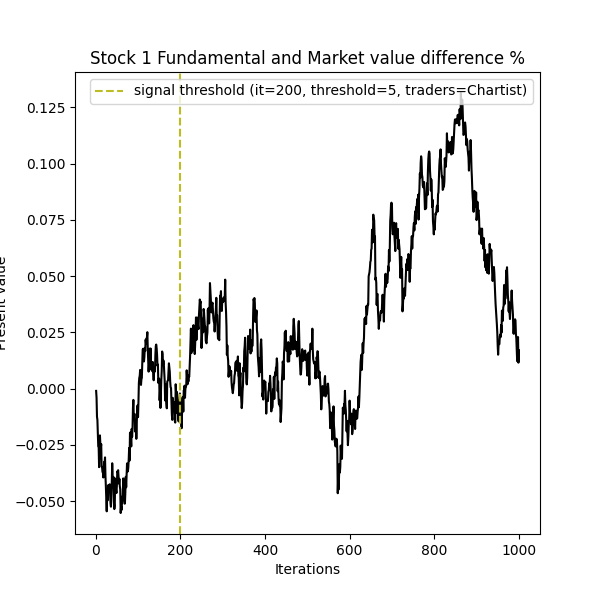 Stock 1 Fundamental and Market value difference %
signal threshold (it=200, threshold=5, traders=Chartist)
0.125
0.100
0.075
0.050
0.025
0.000
−0.025
−0.050
Present value
0 200 400 600 800 1000
Iterations